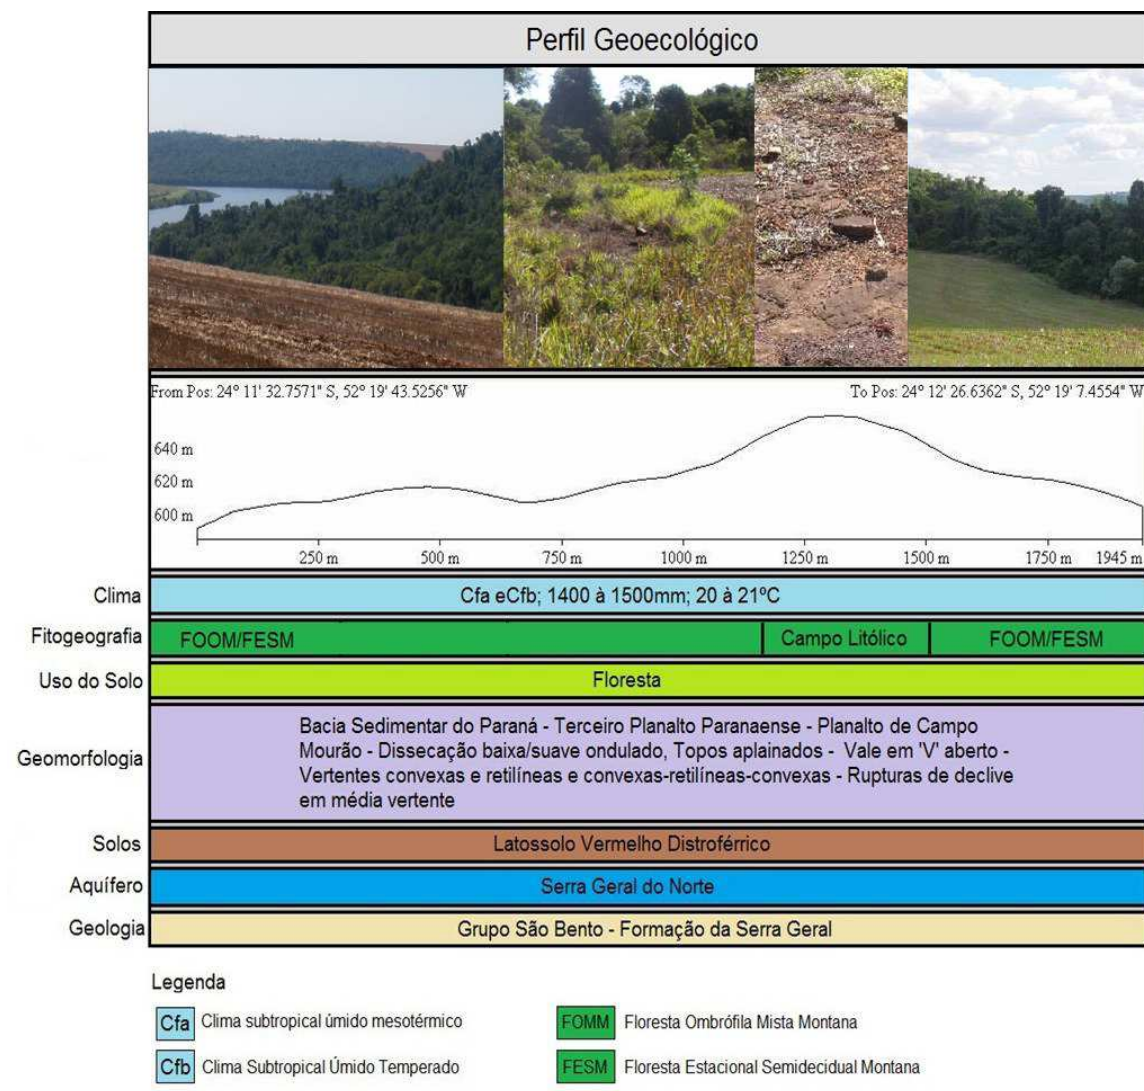 Perfil Geoecológico
From Pos: 24° 11' 32.7571" S, 52° 19' 43.5256" W
To Pos: 24° 12' 26.6362" S, 52° 19' 7.4554" W
640 m
620 m
600 m
250 m
500 m
750 m
1000 m
1250 m
1500 m
1750 m
1945 m
Clima
Cfa eCfb; 1400 à 1500mm; 20 à 21ºC
Fitogeografia
FOOM/FESM
Campo Litólico
FOOM/FESM
Uso do Solo
Floresta
Geomorfologia
Bacia Sedimentar do Paraná - Terceiro Planalto Paranaense - Planalto de Campo
Mourão - Dissecação baixa/suave ondulado, Topos aplainados - Vale em 'V' aberto -
Vertentes convexas e retilíneas e convexas-retilíneas-convexas - Rupturas de declive
em média vertente
Solos
Latossolo Vermelho Distroférrico
Aquífero
Serra Geral do Norte
Geologia
Grupo São Bento - Formação da Serra Geral
Legenda
Cfa Clima subtropical úmido mesotérmico
FOMM Floresta Ombrófila Mista Montana
Cfb Clima Subtropical Úmido Temperado
FESM Floresta Estacional Semidecidual Montana